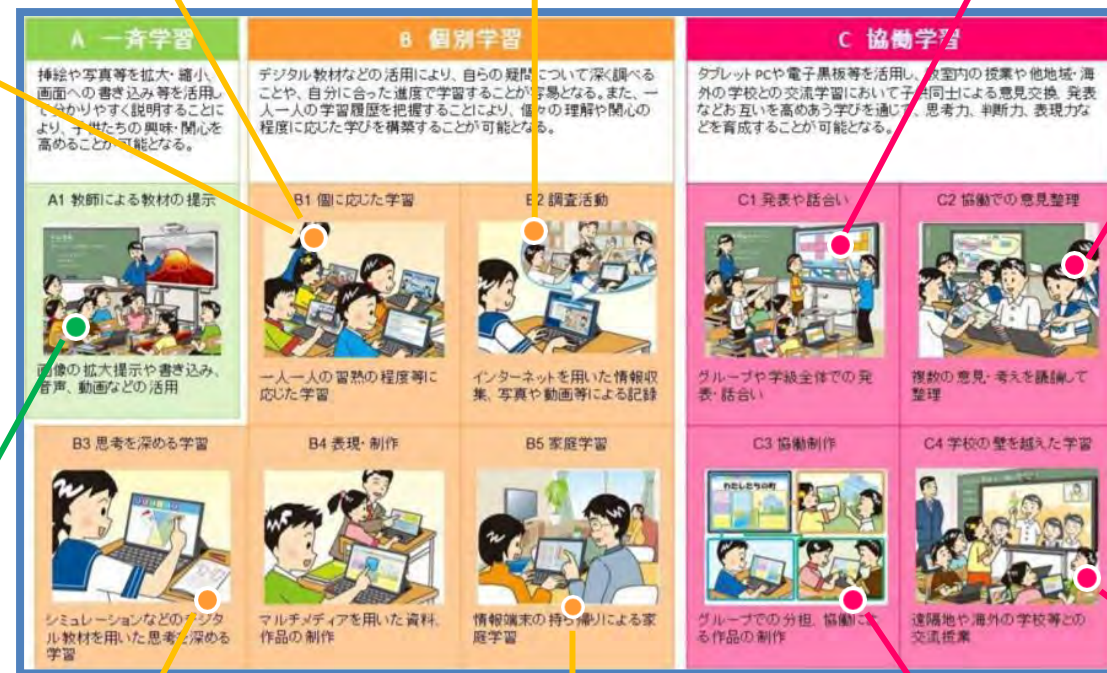 A 一斉学習
挿絵や写真等を拡大・縮小、
画面への書き込み等を活用し
て分かりやすく説明することに
より、子供たちの興味・関心を
高めることが可能となる。
B 個別学習
デジタル教材などの活用により、自らの疑問について深く調べる
ことや、自分に合った進度で学習することが容易となる。また、一
人一人の学習履歴を把握することにより、個々の理解や関心の
程度に応じた学びを構築することが可能となる。
C 協働学習
タブレットPCや電子黒板等を活用し、教室内の授業や他地域・海
外の学校との交流学習において子供同士による意見交換、発表
などお互いを高めあう学びを通じて、思考力、判断力、表現力な
どを育成することが可能となる。
A1 教師による教材の提示
画像の拡大提示や書き込み、
音声、動画などの活用
B1 個に応じた学習
一人一人の習熟の程度等に
応じた学習
B2 調査活動
インターネットを用いた情報収
集、写真や動画等による記録
C1 発表や話合い
グループや学級全体での発
表・話合い
C2 協働での意見整理
複数の意見・考えを議論して
整理
B3 思考を深める学習
シミュレーションなどのデジタ
ル教材を用いた思考を深める
学習
B4 表現・制作
マルチメディアを用いた資料、
作品の制作
B5 家庭学習
情報端末の持ち帰りによる家
庭学習
C3 協働制作
わたしたちの町
グループでの分担、協働によ
る作品の制作
C4 学校の壁を越えた学習
遠隔地や海外の学校等との
交流授業